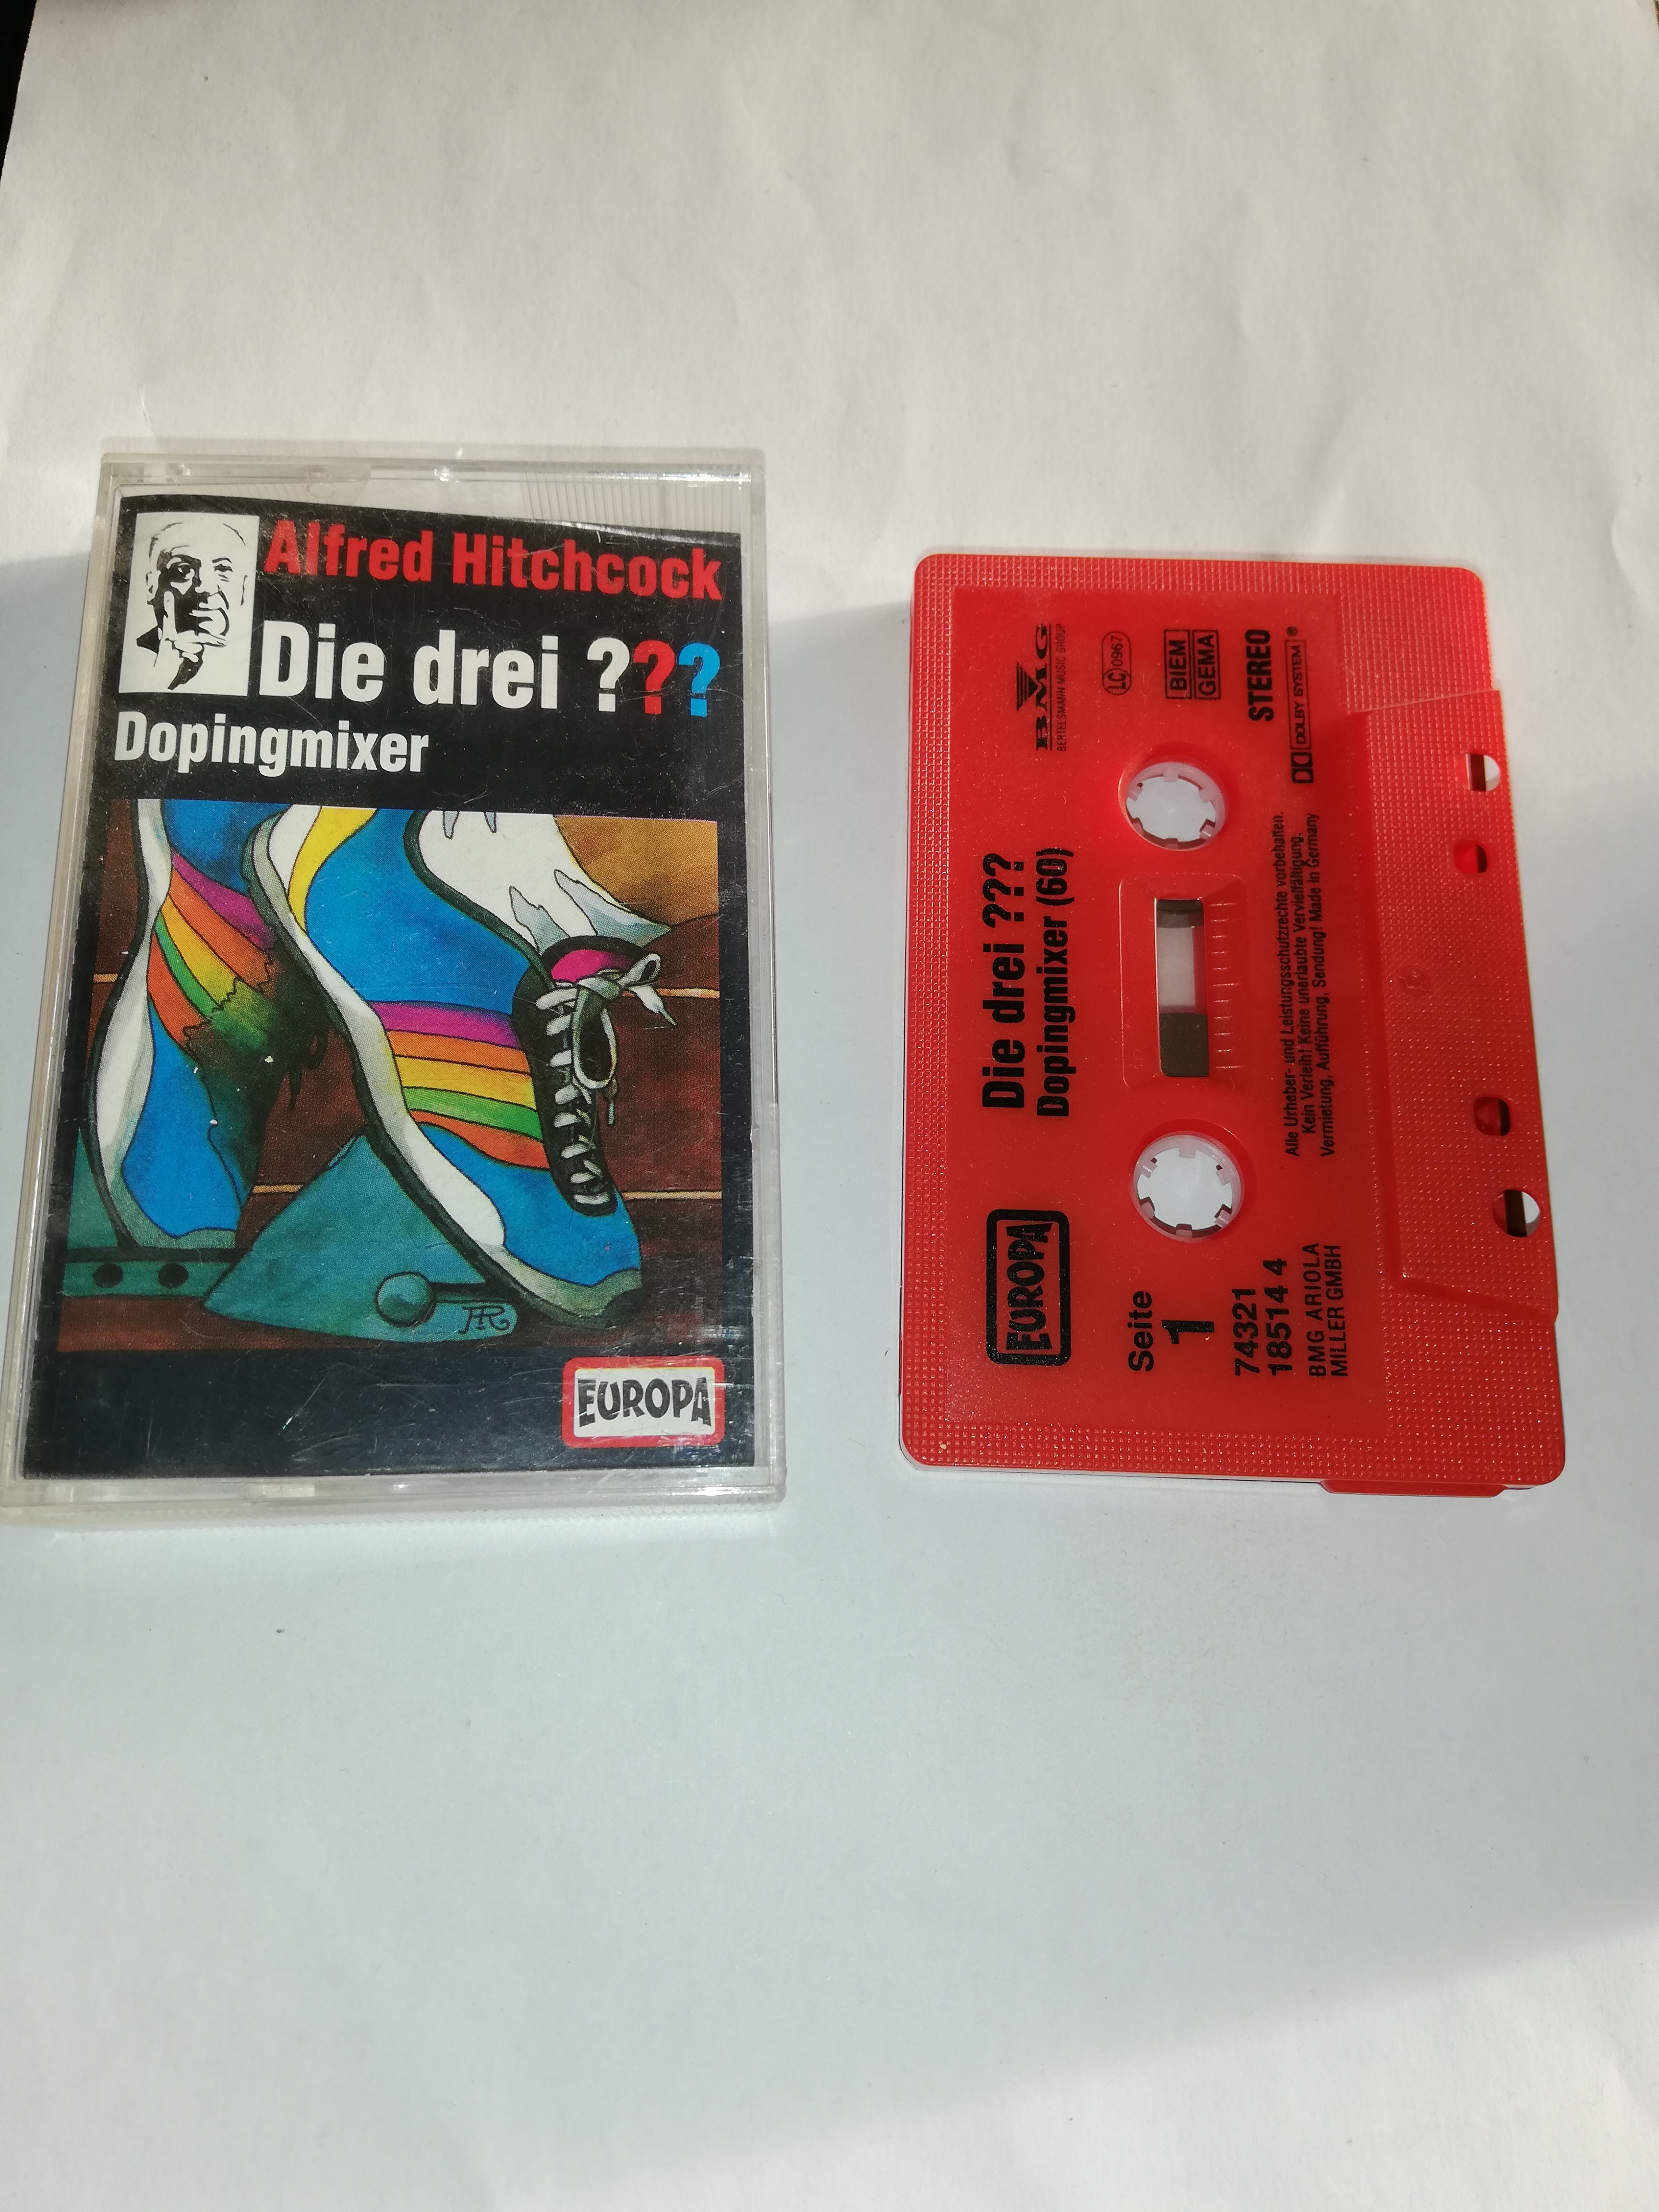 Alfred Hitchcock
Die drei ???
Dopingmixer
AR
EUROPA
BMG
BERTELSMANN MUSIC GROUP
LC 0967
BIEM
GEMA
STEREO
DOLBY SYSTEM®
Die drei ???
Dopingmixer (60)
Alle Urheber- und Leistungsschutzrechte vorbehalten.
Kein Verleih! Keine unerlaubte Vervielfältigung,
Vermietung, Aufführung, Sendung! Made in Germany
EUROPA
Seite
1
74321
18514 4
BMG ARIOLA
MILLER GMBH